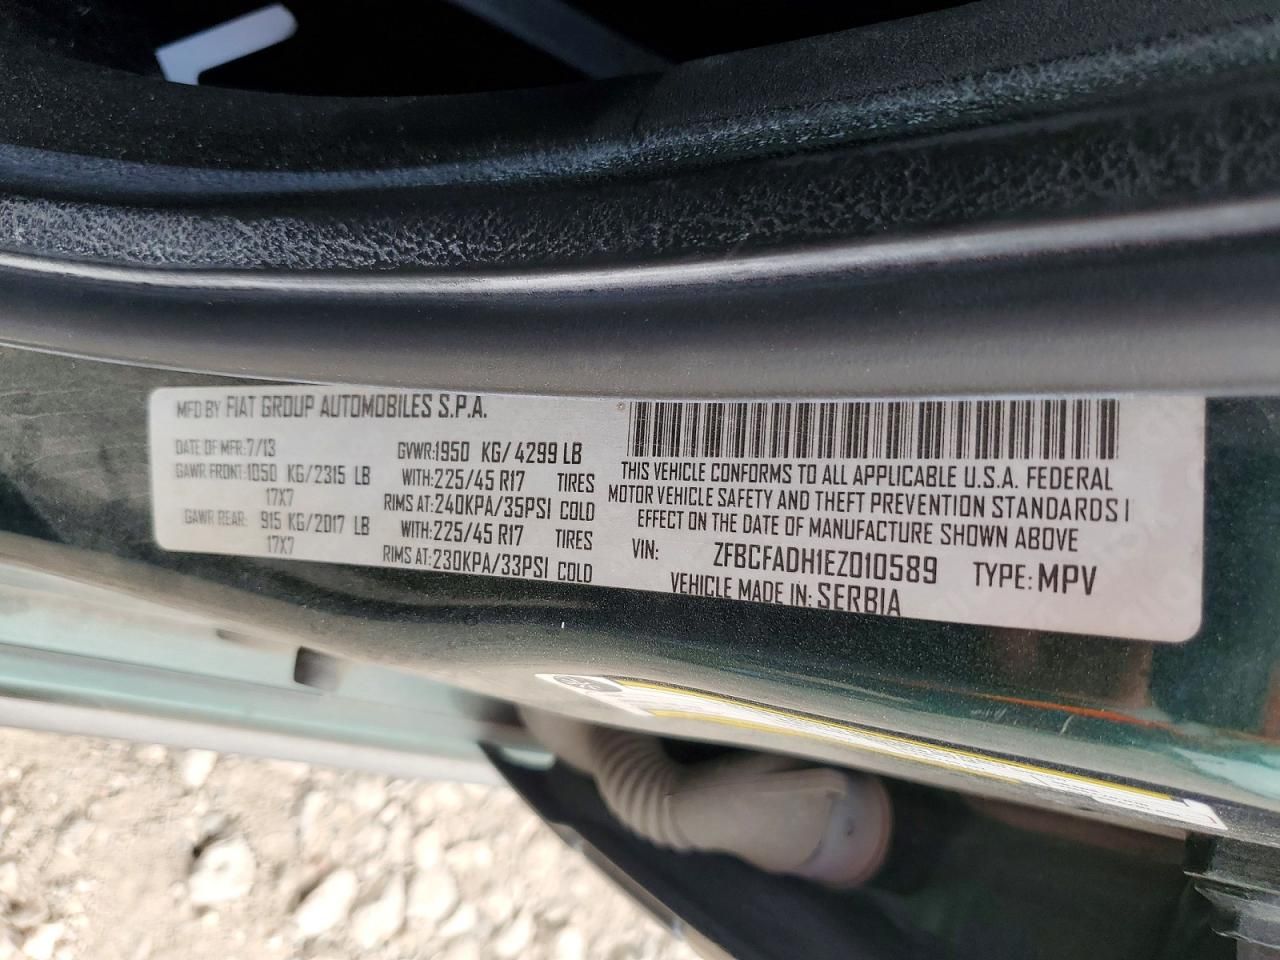 MFD BY FIAT GROUP AUTOMOBILES S.P.A.
DATE OF MFR: 7/13 GVWR: 1950 KG/ 4299 LB
GAWR FRONT: 1050 KG/ 2315 LB WITH: 225/45 R17 TIRES
17X7 RIMS AT: 240KPA/35PSI COLD
GAWR REAR: 915 KG/ 2017 LB WITH: 225/45 R17 TIRES
17X7 RIMS AT: 230KPA/33PSI COLD
THIS VEHICLE CONFORMS TO ALL APPLICABLE U.S.A. FEDERAL
MOTOR VEHICLE SAFETY AND THEFT PREVENTION STANDARDS I
EFFECT ON THE DATE OF MANUFACTURE SHOWN ABOVE
VIN: ZFBCFADH1EZ010589 TYPE: MPV
VEHICLE MADE IN: SERBIA